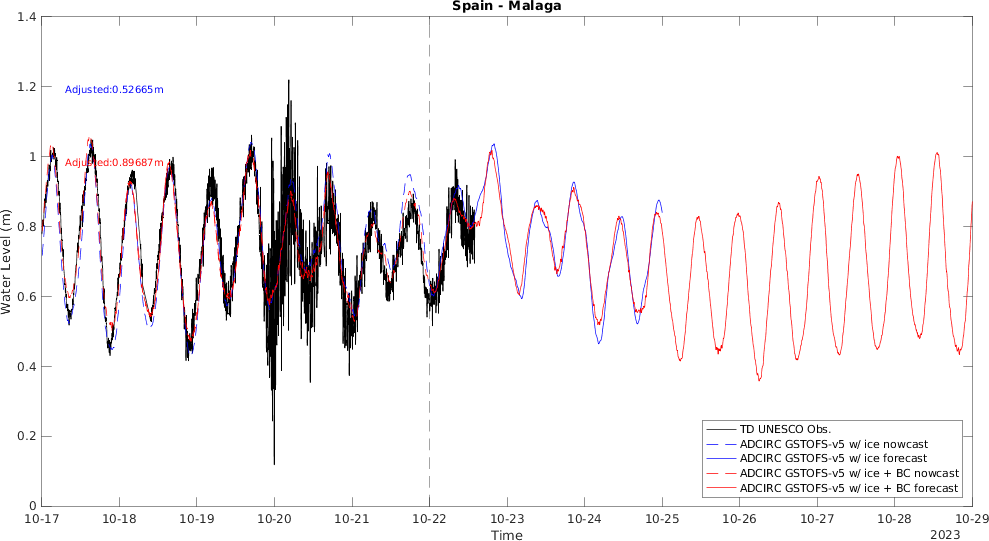 Spain - Malaga
1.4
1.2
1
0.8
0.6
0.4
0.2
0
Water Level (m)
Adjusted:0.52665m
Adjusted:0.89687m
TD UNESCO Obs.
ADCIRC GSTOFS-v5 w/ ice nowcast
ADCIRC GSTOFS-v5 w/ ice forecast
ADCIRC GSTOFS-v5 w/ ice + BC nowcast
ADCIRC GSTOFS-v5 w/ ice + BC forecast
10-17 10-18 10-19 10-20 10-21 10-22 10-23 10-24 10-25 10-26 10-27 10-28 10-29
Time
2023